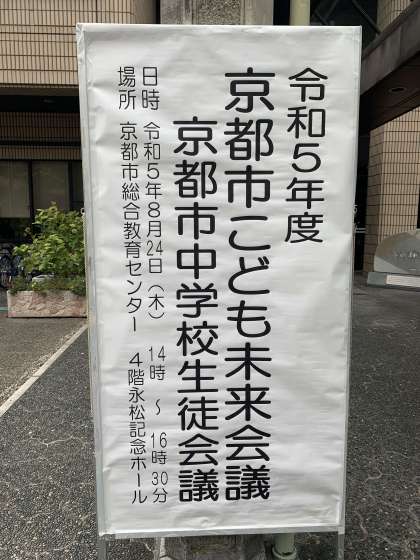 令和5年度
京都市こども未来会議
京都市中学校生徒会議
日時 令和5年8月24日(木) 14時 ～ 16時30分
場所 京都市総合教育センター 4階永松記念ホール